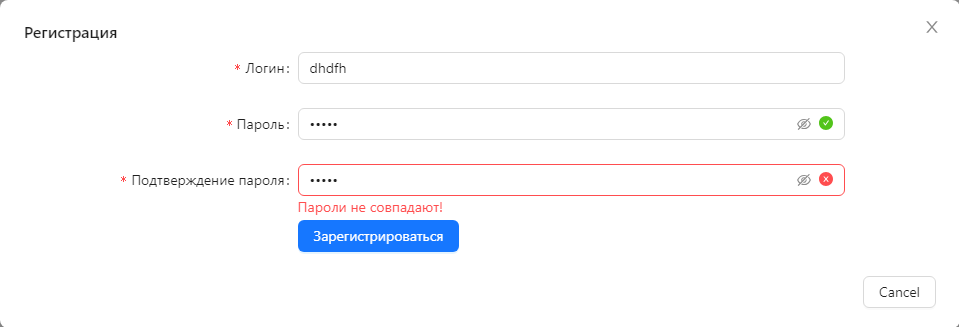 Регистрация
* Логин: dhdfh
* Пароль: •••••
* Подтверждение пароля: •••••
Пароли не совпадают!
Зарегистрироваться
Cancel